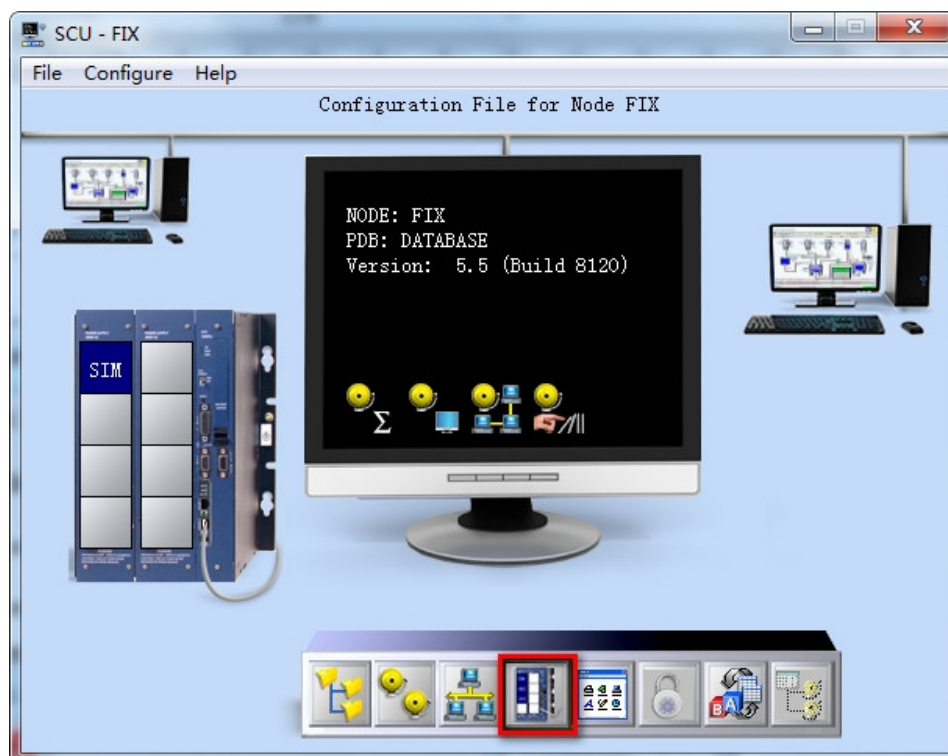 SCU - FIX
File Configure Help
Configuration File for Node FIX
NODE: FIX
PDB: DATABASE
Version: 5.5 (Build 8120)
SIM
Σ
B A